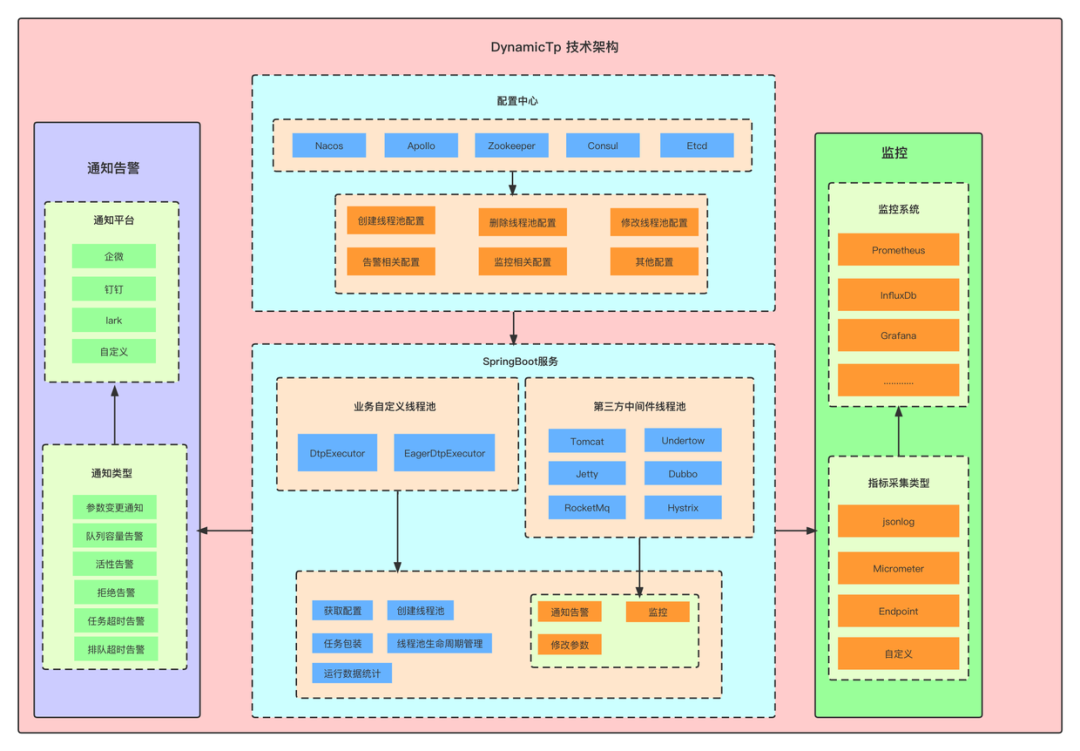 DynamicTp 技术架构
配置中心
Nacos
Apollo
Zookeeper
Consul
Etcd
创建线程池配置
删除线程池配置
修改线程池配置
告警相关配置
监控相关配置
其他配置
通知告警
通知平台
企微
钉钉
lark
自定义
通知类型
参数变更通知
队列容量告警
活性告警
拒绝告警
任务超时告警
排队超时告警
SpringBoot服务
业务自定义线程池
DtpExecutor
EagerDtpExecutor
第三方中间件线程池
Tomcat
Undertow
Jetty
Dubbo
RocketMq
Hystrix
获取配置
创建线程池
任务包装
线程池生命周期管理
运行数据统计
通知告警
监控
修改参数
监控
监控系统
Prometheus
InfluxDb
Grafana
............
指标采集类型
jsonlog
Micrometer
Endpoint
自定义